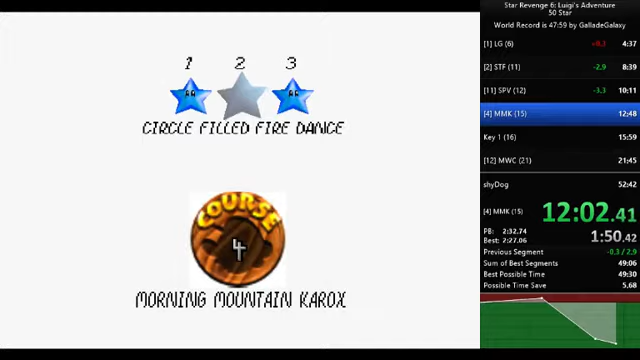 Star Revenge 6: Luigi's Adventure
50 Star
World Record is 47:59 by GalladeGalaxy
1 2 3
CIRCLE FILLED FIRE DANCE
COURSE
4
MORNING MOUNTAIN KAROX
[1] LG (6) +0.3 4:37
[2] STF (11) -2.9 8:39
[11] SPV (12) -3.3 10:11
[4] MMK (15) 12:48
Key 1 (16) 15:59
[12] MWC (21) 21:45
shyDog 52:42
[4] MMK (15) 12:02.41
PB: 2:32.74
Best: 2:27.06 1:50.42
Previous Segment -0.3 / 2.9
Sum of Best Segments 49:06
Best Possible Time 49:30
Possible Time Save 5.68